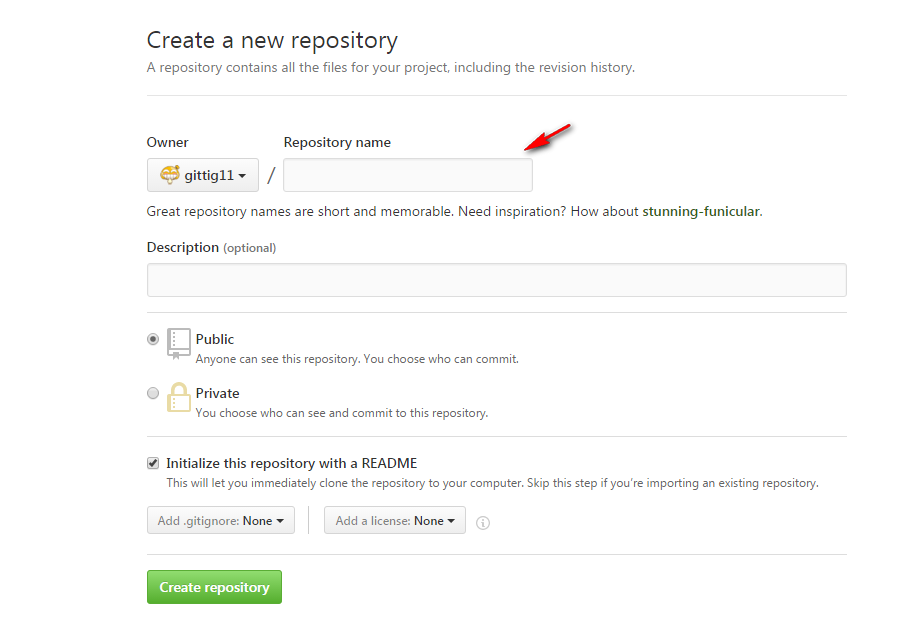 Create a new repository
A repository contains all the files for your project, including the revision history.
Owner Repository name
gittig11 /
Great repository names are short and memorable. Need inspiration? How about stunning-funicular.
Description (optional)
Public
Anyone can see this repository. You choose who can commit.
Private
You choose who can see and commit to this repository.
Initialize this repository with a README
This will let you immediately clone the repository to your computer. Skip this step if you’re importing an existing repository.
Add .gitignore: None Add a license: None
Create repository